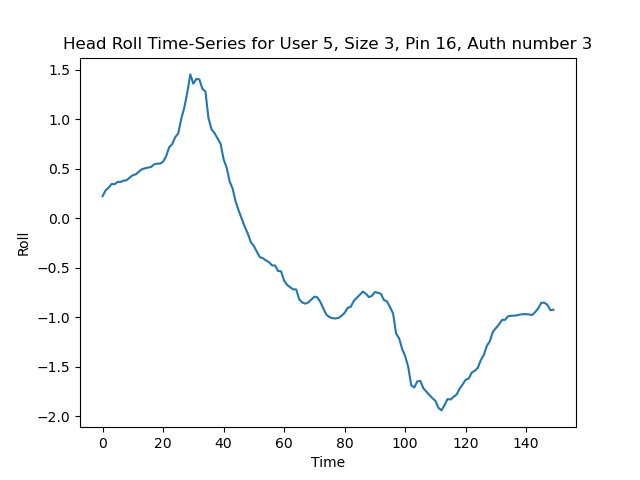 Head Roll Time-Series for User 5, Size 3, Pin 16, Auth number 3
1.5
1.0
0.5
0.0
−0.5
−1.0
−1.5
−2.0
Roll
0 20 40 60 80 100 120 140
Time